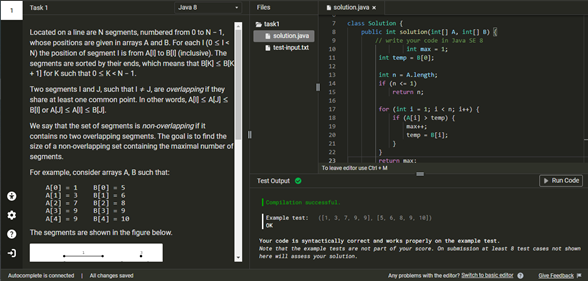 1
Task 1
Java 8
Files
task1
solution.java
test-input.txt
solution.java ×
Located on a line are N segments, numbered from 0 to N − 1,
whose positions are given in arrays A and B. For each I (0 ≤ I <
N) the position of segment I is from A[I] to B[I] (inclusive). The
segments are sorted by their ends, which means that B[K] ≤ B[K
+ 1] for K such that 0 ≤ K < N − 1.
Two segments I and J, such that I ≠ J, are overlapping if they
share at least one common point. In other words, A[I] ≤ A[J] ≤
B[I] or A[J] ≤ A[I] ≤ B[J].
We say that the set of segments is non-overlapping if it
contains no two overlapping segments. The goal is to find the
size of a non-overlapping set containing the maximal number of
segments.
For example, consider arrays A, B such that:
A[0] = 1 B[0] = 5
A[1] = 3 B[1] = 6
A[2] = 7 B[2] = 8
A[3] = 9 B[3] = 9
A[4] = 9 B[4] = 10
The segments are shown in the figure below.
7 class Solution {
8 public int solution(int[] A, int[] B) {
9 // write your code in Java SE 8
10 int max = 1;
11 int temp = B[0];
12
13 int n = A.length;
14 if (n <= 1)
15 return n;
16
17 for (int i = 1; i < n; i++) {
18 if (A[i] > temp) {
19 max++;
20 temp = B[i];
21 }
22 }
23 return max;
To leave editor use Ctrl + M
Test Output
Run Code
Compilation successful.
Example test: ([1, 3, 7, 9, 9], [5, 6, 8, 9, 10])
OK
Your code is syntactically correct and works properly on the example test.
Note that the example tests are not part of your score. On submission at least 8 test cases not shown
here will assess your solution.
Autocomplete is connected | All changes saved
Any problems with the editor? Switch to basic editor
Give Feedback